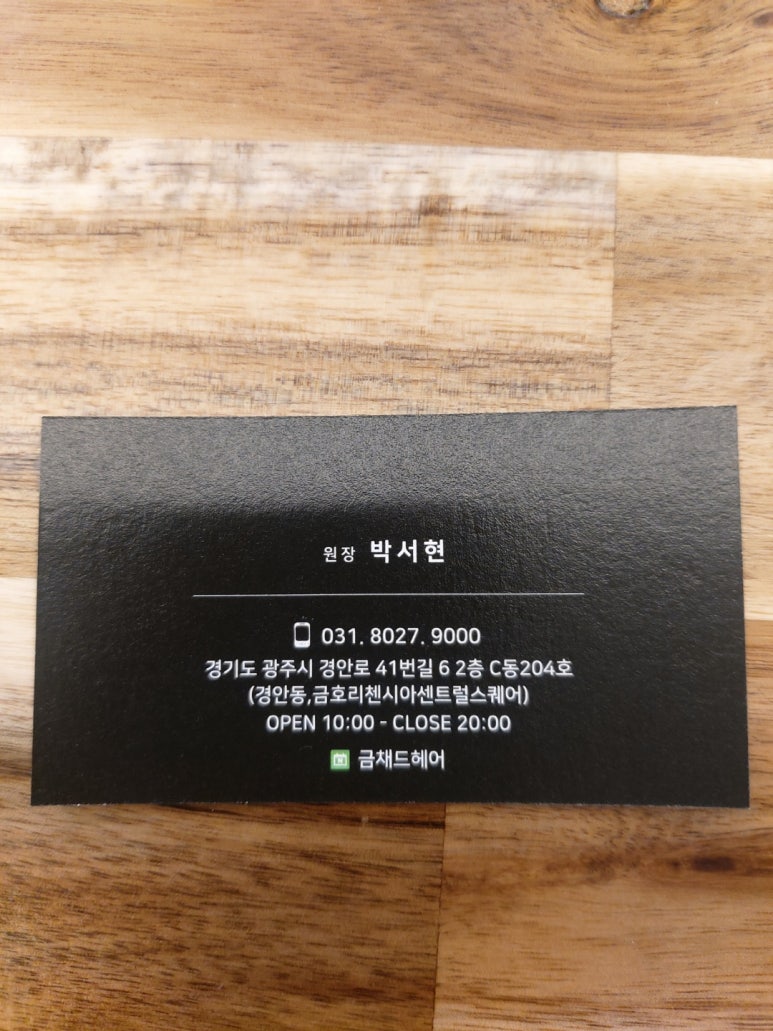 원장 박서현
031. 8027. 9000
경기도 광주시 경안로 41번길 6 2층 C동204호
(경안동,금호리첸시아센트럴스퀘어)
OPEN 10:00 - CLOSE 20:00
금채드헤어